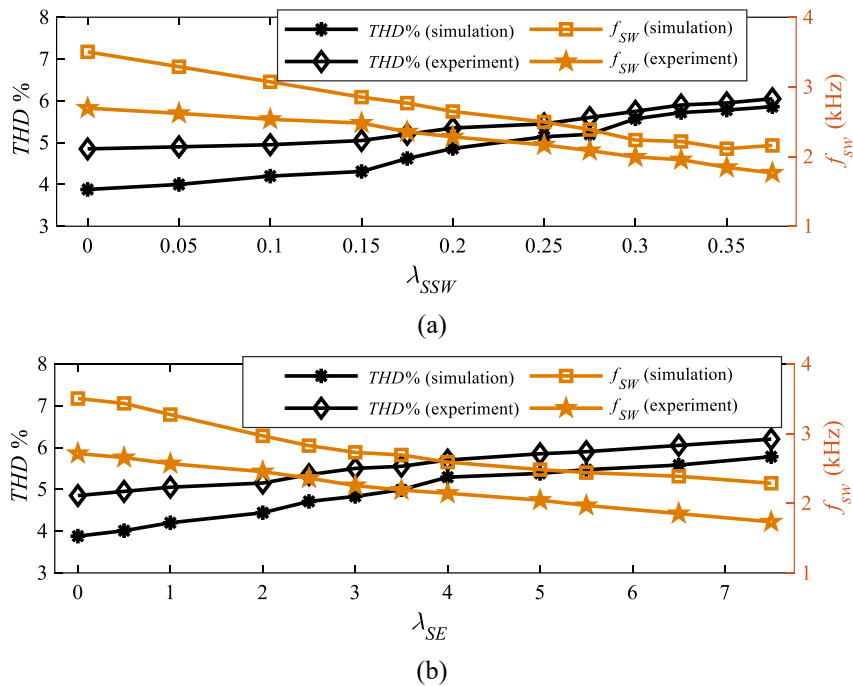 THD% (simulation) f_SW (simulation)
THD% (experiment) f_SW (experiment)
8
7
6
5
4
3
THD %
4
3
2
1
f_SW (kHz)
0 0.05 0.1 0.15 0.2 0.25 0.3 0.35
λ_SSW
(a)
THD% (simulation) f_SW (simulation)
THD% (experiment) f_SW (experiment)
8
7
6
5
4
3
THD %
4
3
2
1
f_SW (kHz)
0 1 2 3 4 5 6 7
λ_SE
(b)